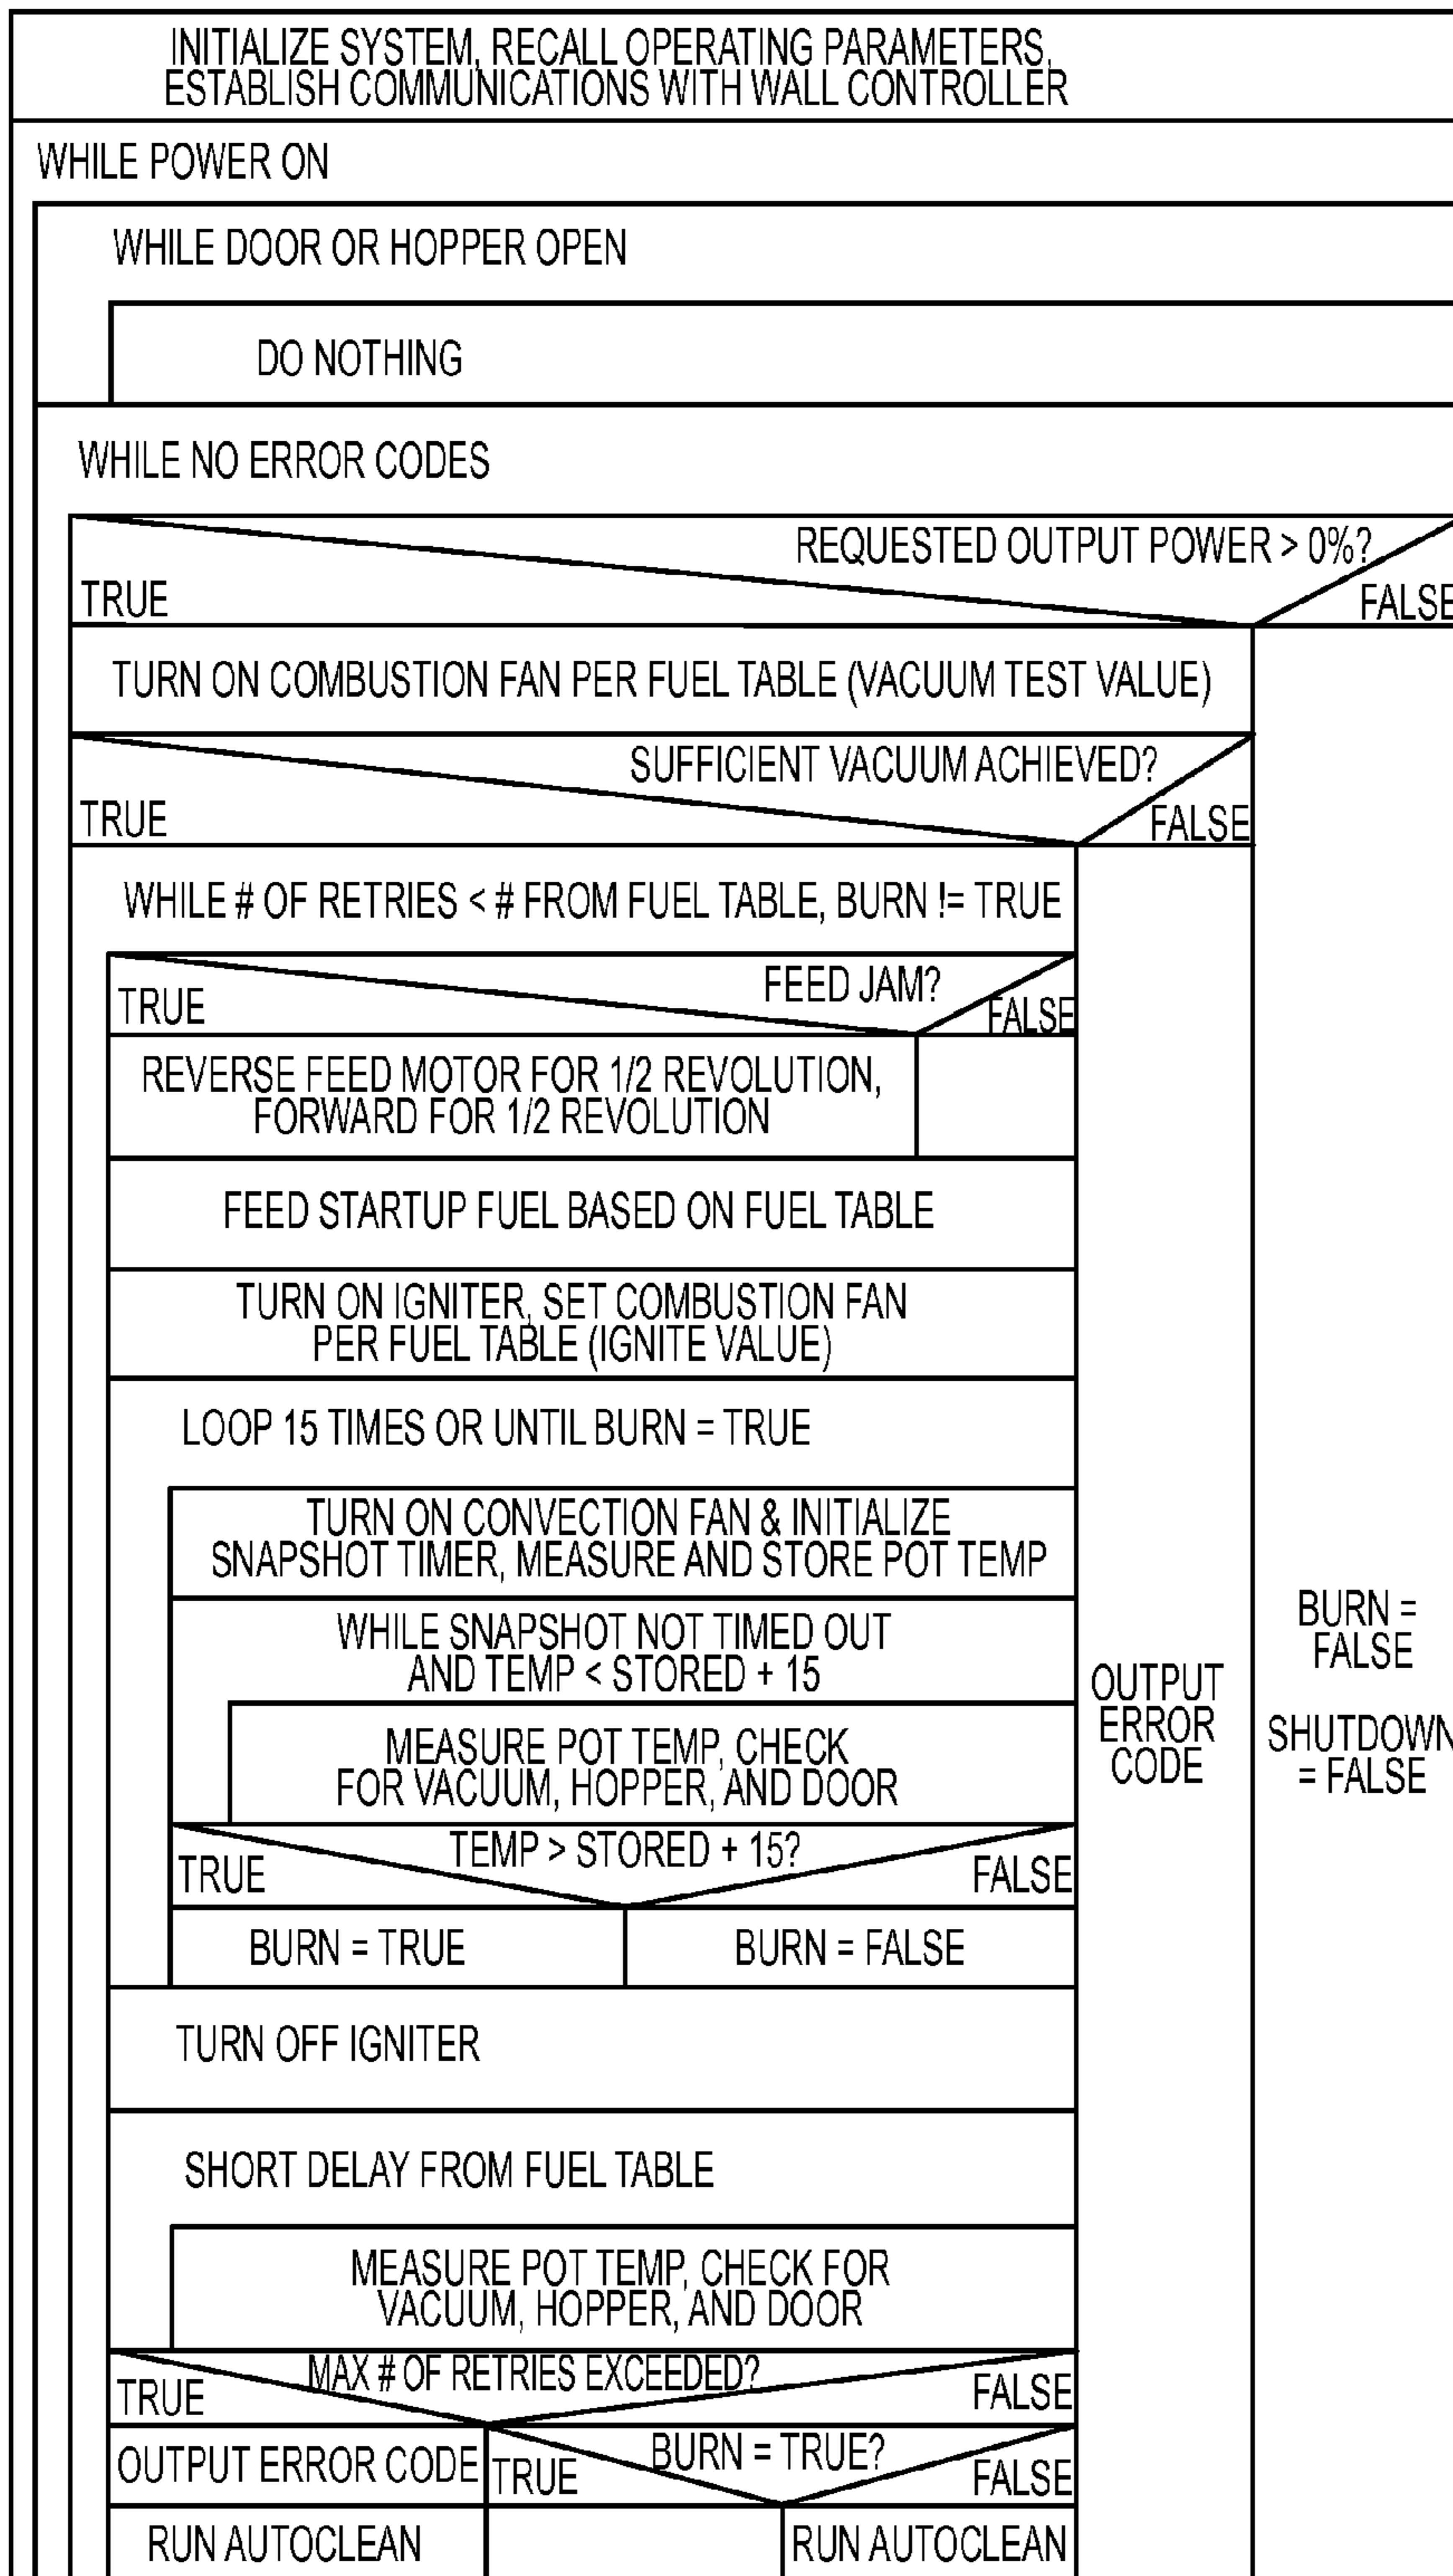 INITIALIZE SYSTEM, RECALL OPERATING PARAMETERS,
ESTABLISH COMMUNICATIONS WITH WALL CONTROLLER
WHILE POWER ON
WHILE DOOR OR HOPPER OPEN
DO NOTHING
WHILE NO ERROR CODES
REQUESTED OUTPUT POWER > 0%?
TRUE
FALSE
TURN ON COMBUSTION FAN PER FUEL TABLE (VACUUM TEST VALUE)
SUFFICIENT VACUUM ACHIEVED?
TRUE
FALSE
WHILE # OF RETRIES < # FROM FUEL TABLE, BURN != TRUE
FEED JAM?
TRUE
FALSE
REVERSE FEED MOTOR FOR 1/2 REVOLUTION,
FORWARD FOR 1/2 REVOLUTION
FEED STARTUP FUEL BASED ON FUEL TABLE
TURN ON IGNITER, SET COMBUSTION FAN
PER FUEL TABLE (IGNITE VALUE)
LOOP 15 TIMES OR UNTIL BURN = TRUE
TURN ON CONVECTION FAN & INITIALIZE
SNAPSHOT TIMER, MEASURE AND STORE POT TEMP
WHILE SNAPSHOT NOT TIMED OUT
AND TEMP < STORED + 15
MEASURE POT TEMP, CHECK
FOR VACUUM, HOPPER, AND DOOR
TEMP > STORED + 15?
TRUE
FALSE
BURN = TRUE
BURN = FALSE
OUTPUT
ERROR
CODE
BURN =
FALSE
SHUTDOWN
= FALSE
TURN OFF IGNITER
SHORT DELAY FROM FUEL TABLE
MEASURE POT TEMP, CHECK FOR
VACUUM, HOPPER, AND DOOR
MAX # OF RETRIES EXCEEDED?
TRUE
FALSE
OUTPUT ERROR CODE
BURN = TRUE?
TRUE
FALSE
RUN AUTOCLEAN
RUN AUTOCLEAN